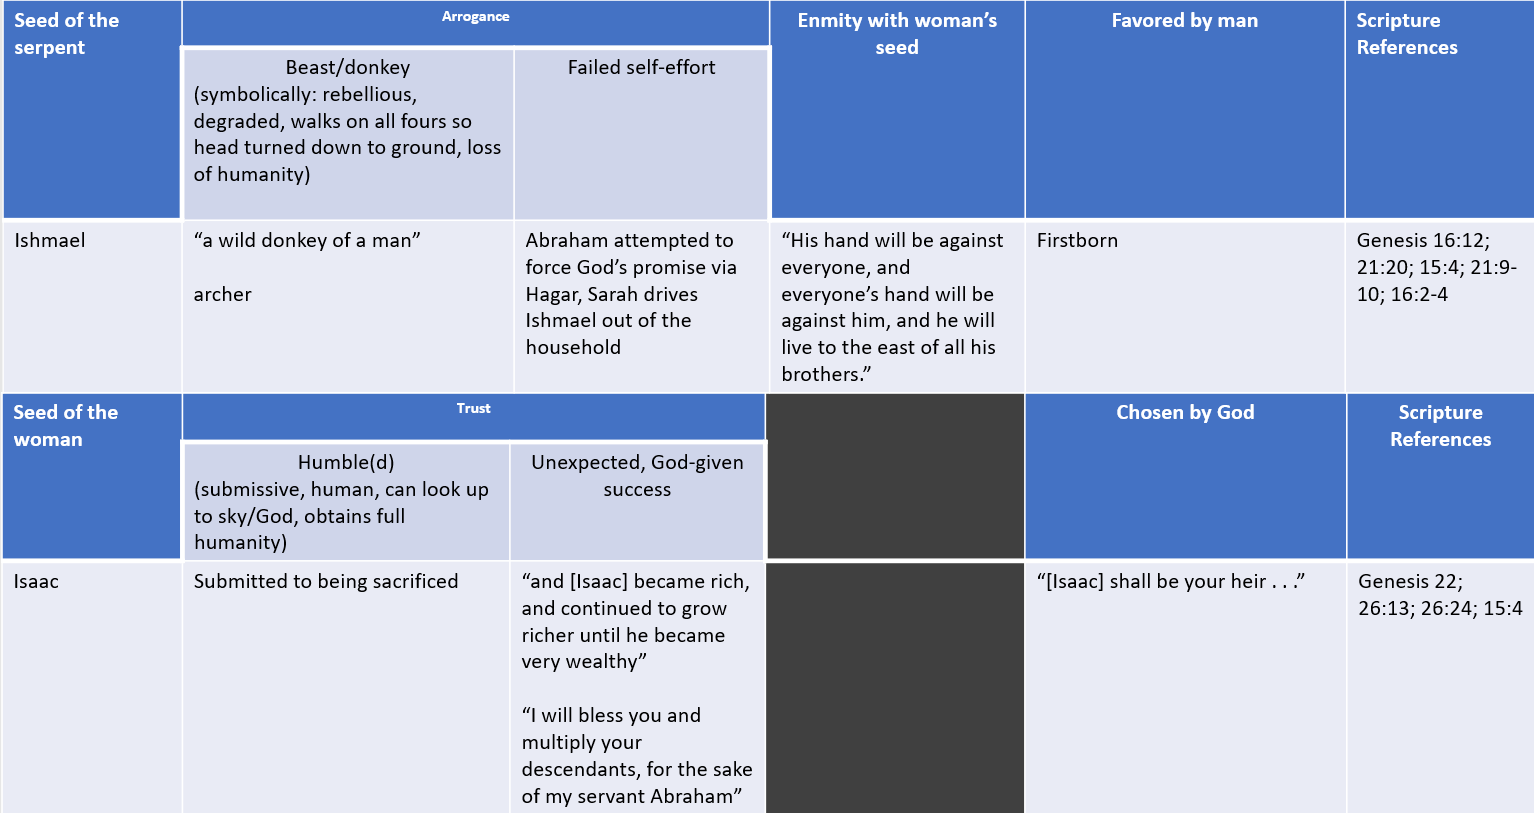 Seed of the
serpent
Arrogance
Enmity with woman’s
seed
Favored by man
Scripture
References
Beast/donkey
(symbolically: rebellious,
degraded, walks on all fours so
head turned down to ground, loss
of humanity)
Failed self-effort
Ishmael
“a wild donkey of a man”
archer
Abraham attempted to
force God’s promise via
Hagar, Sarah drives
Ishmael out of the
household
“His hand will be against
everyone, and
everyone’s hand will be
against him, and he will
live to the east of all his
brothers.”
Firstborn
Genesis 16:12;
21:20; 15:4; 21:9-
10; 16:2-4
Seed of the
woman
Trust
Chosen by God
Scripture
References
Humble(d)
(submissive, human, can look up
to sky/God, obtains full
humanity)
Unexpected, God-given
success
Isaac
Submitted to being sacrificed
“and [Isaac] became rich,
and continued to grow
richer until he became
very wealthy”
“I will bless you and
multiply your
descendants, for the sake
of my servant Abraham”
“[Isaac] shall be your heir . . .”
Genesis 22;
26:13; 26:24; 15:4